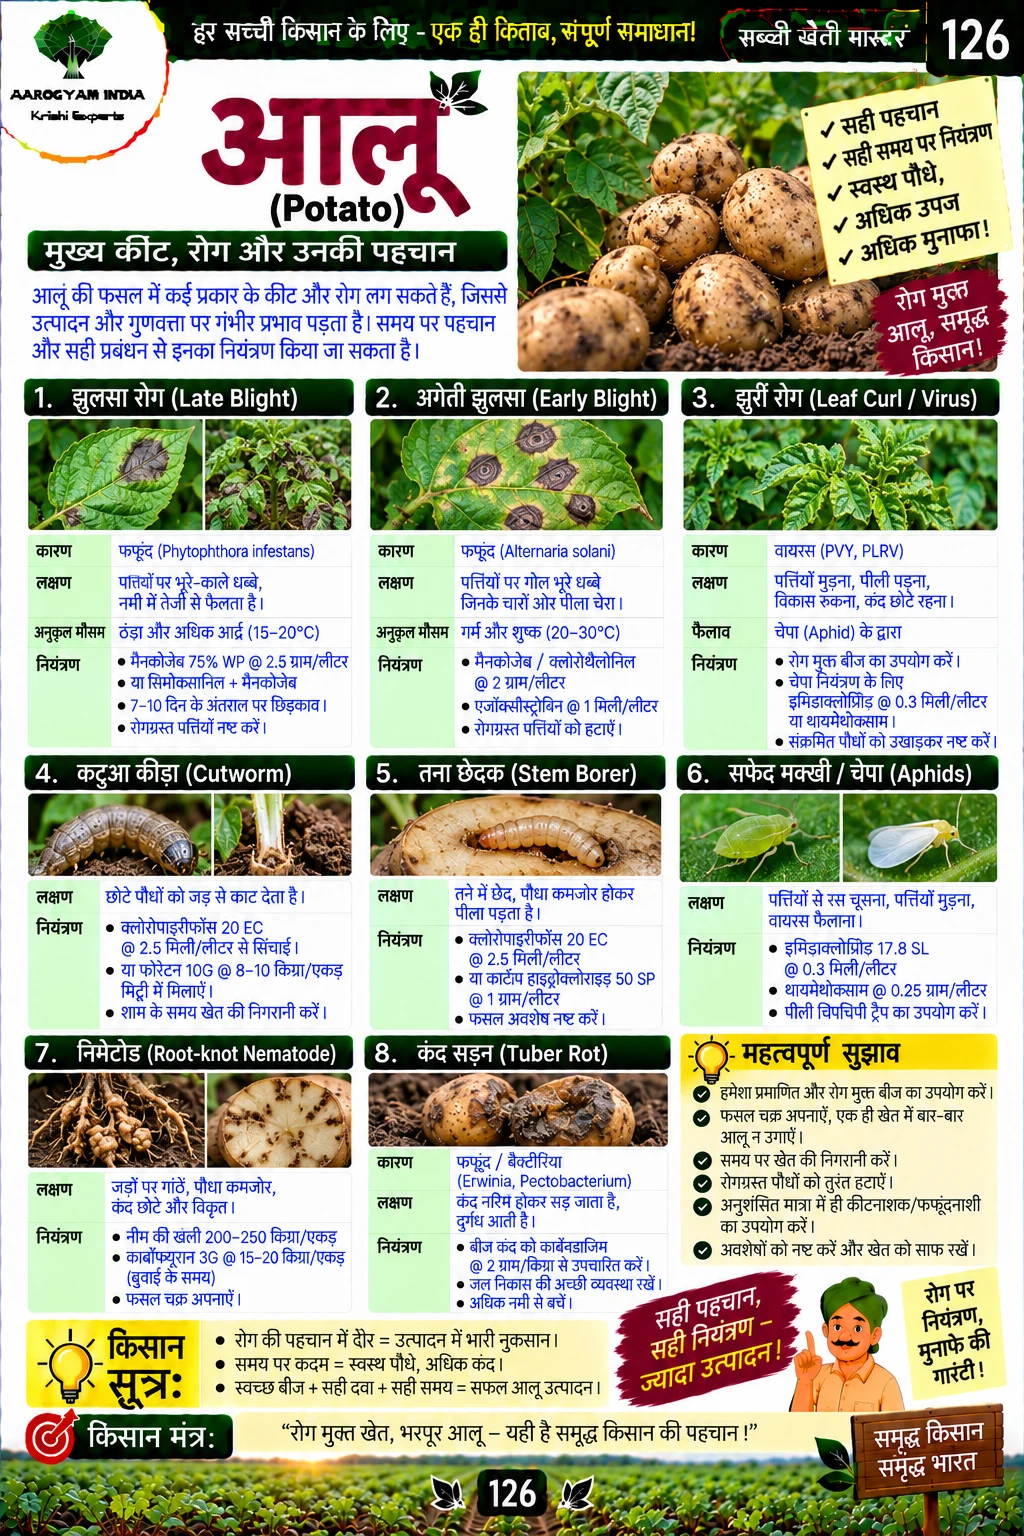 हर सच्ची किसान के लिए - एक ही किताब, संपूर्ण समाधान!
सब्जी खेती मास्टर
126
AAROGYAM INDIA
Krishi Experts
आलू
(Potato)
मुख्य कीट, रोग और उनकी पहचान
आलू की फसल में कई प्रकार के कीट और रोग लग सकते हैं, जिससे
उत्पादन और गुणवत्ता पर गंभीर प्रभाव पड़ता है। समय पर पहचान
और सही प्रबंधन से इनका नियंत्रण किया जा सकता है।
✓ सही पहचान
✓ सही समय पर नियंत्रण
✓ स्वस्थ पौधे,
✓ अधिक उपज
✓ अधिक मुनाफा!
रोग मुक्त
आलू, समृद्ध
किसान!
1. झुलसा रोग (Late Blight)
कारण फफूंद (Phytophthora infestans)
लक्षण पत्तियों पर भूरे-काले धब्बे,
नमी में तेजी से फैलता है।
अनुकूल मौसम ठंडा और अधिक आर्द्र (15-20°C)
नियंत्रण • मैनकोजेब 75% WP @ 2.5 ग्राम/लीटर
• या सिमोक्सानिल + मैनकोजेब
• 7-10 दिन के अंतराल पर छिड़काव।
• रोगग्रस्त पत्तियाँ नष्ट करें।
2. अगेती झुलसा (Early Blight)
कारण फफूंद (Alternaria solani)
लक्षण पत्तियों पर गोल भूरे धब्बे
जिनके चारों ओर पीला घेरा।
अनुकूल मौसम गर्म और शुष्क (20-30°C)
नियंत्रण • मैनकोजेब / क्लोरोथैलोनिल
@ 2 ग्राम/लीटर
• एजॉक्सीस्ट्रोबिन @ 1 मिली/लीटर
• रोगग्रस्त पत्तियों को हटाएँ।
3. झुर्री रोग (Leaf Curl / Virus)
कारण वायरस (PVY, PLRV)
लक्षण पत्तियाँ मुड़ना, पीली पड़ना,
विकास रुकना, कंद छोटे रहना।
फैलाव चेपा (Aphid) के द्वारा
नियंत्रण • रोग मुक्त बीज का उपयोग करें।
• चेपा नियंत्रण के लिए
इमिडाक्लोप्रिड @ 0.3 मिली/लीटर
या थायमेथोक्साम।
• संक्रमित पौधों को उखाड़कर नष्ट करें।
4. कटुआ कीड़ा (Cutworm)
लक्षण छोटे पौधों को जड़ से काट देता है।
नियंत्रण • क्लोरोपाइरीफॉस 20 EC
@ 2.5 मिली/लीटर से सिंचाई।
• या फोरेटन 10G @ 8-10 किग्रा/एकड़
मिट्टी में मिलाएँ।
• शाम के समय खेत की निगरानी करें।
5. तना छेदक (Stem Borer)
लक्षण तने में छेद, पौधा कमजोर होकर
पीला पड़ता है।
नियंत्रण • क्लोरोपाइरीफॉस 20 EC
@ 2.5 मिली/लीटर
• या कार्टाप हाइड्रोक्लोराइड 50 SP
@ 1 ग्राम/लीटर
• फसल अवशेष नष्ट करें।
6. सफेद मक्खी / चेपा (Aphids)
लक्षण पत्तियों से रस चूसना, पत्तियाँ मुड़ना,
वायरस फैलाना।
नियंत्रण • इमिडाक्लोप्रिड 17.8 SL
@ 0.3 मिली/लीटर
• थायमेथोक्साम @ 0.25 ग्राम/लीटर
• पीली चिपचिपी ट्रैप का उपयोग करें।
7. निमेटोड (Root-knot Nematode)
लक्षण जड़ों पर गांठें, पौधा कमजोर,
कंद छोटे और विकृत।
नियंत्रण • नीम की खली 200-250 किग्रा/एकड़
• कार्बोफ्यूरान 3G @ 15-20 किग्रा/एकड़
(बुवाई के समय)
• फसल चक्र अपनाएँ।
8. कंद सड़न (Tuber Rot)
कारण फफूंद / बैक्टीरिया
(Erwinia, Pectobacterium)
लक्षण कंद नरम होकर सड़ जाता है,
दुर्गंध आती है।
नियंत्रण • बीज कंद को कार्बेन्डाजिम
@ 2 ग्राम/किग्रा से उपचारित करें।
• जल निकास की अच्छी व्यवस्था रखें।
• अधिक नमी से बचें।
महत्वपूर्ण सुझाव
हमेशा प्रमाणित और रोग मुक्त बीज का उपयोग करें।
फसल चक्र अपनाएँ, एक ही खेत में बार-बार
आलू न उगाएँ।
समय पर खेत की निगरानी करें।
रोगग्रस्त पौधों को तुरंत हटाएँ।
अनुशंसित मात्रा में ही कीटनाशक/फफूंदनाशी
का उपयोग करें।
अवशेषों को नष्ट करें और खेत को साफ रखें।
किसान
सूत्र:
• रोग की पहचान में देर = उत्पादन में भारी नुकसान।
• समय पर कदम = स्वस्थ पौधे, अधिक कंद।
• स्वच्छ बीज + सही दवा + सही समय = सफल आलू उत्पादन।
सही पहचान,
सही नियंत्रण –
ज्यादा उत्पादन!
रोग पर
नियंत्रण,
मुनाफे की
गारंटी!
किसान मंत्र:
“रोग मुक्त खेत, भरपूर आलू – यही है समृद्ध किसान की पहचान!”
समृद्ध किसान
समृद्ध भारत
126